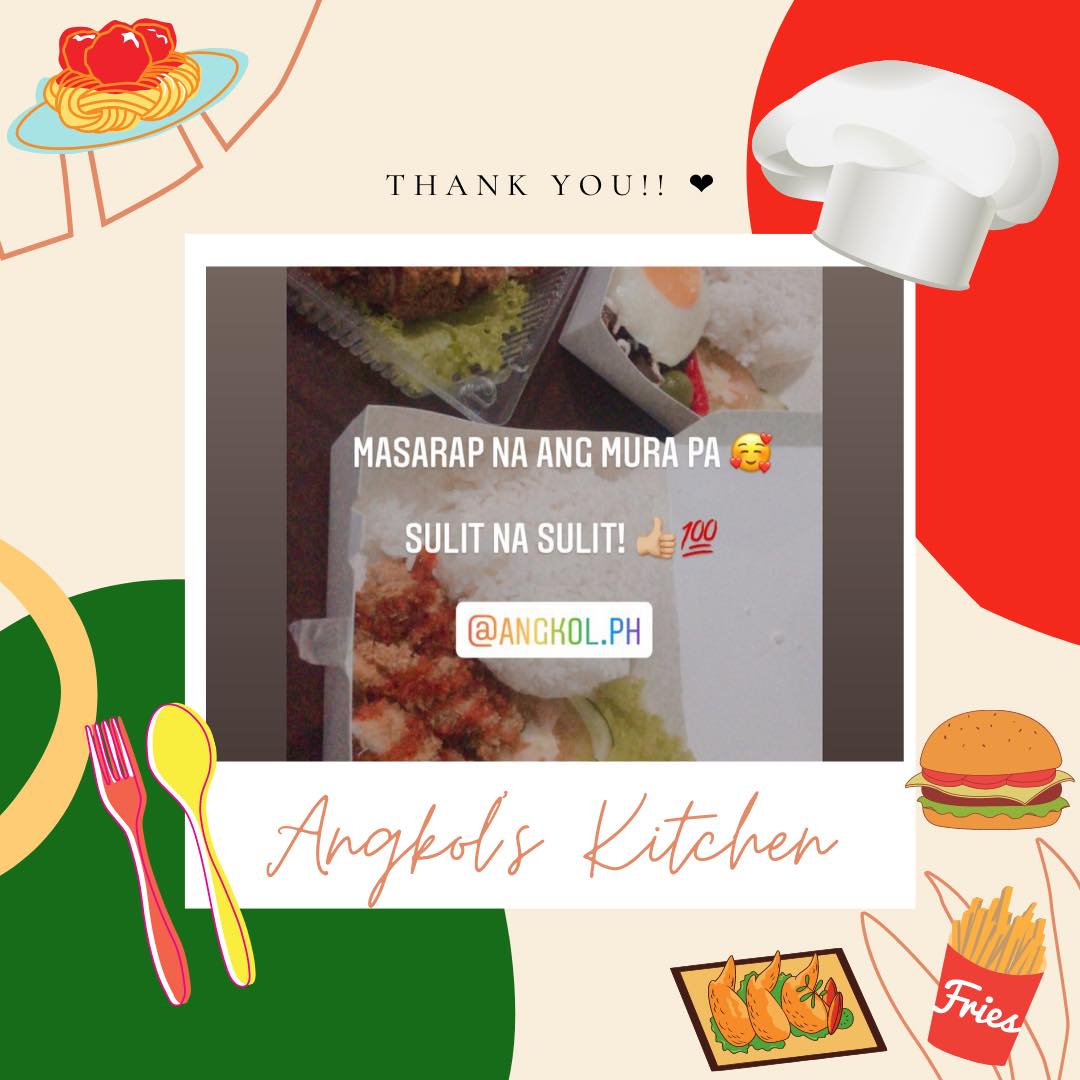 THANK YOU!! ❤
MASARAP NA ANG MURA PA 🥰
SULIT NA SULIT! 👍🏼💯
@ANGKOL.PH
Angkol's Kitchen
Fries